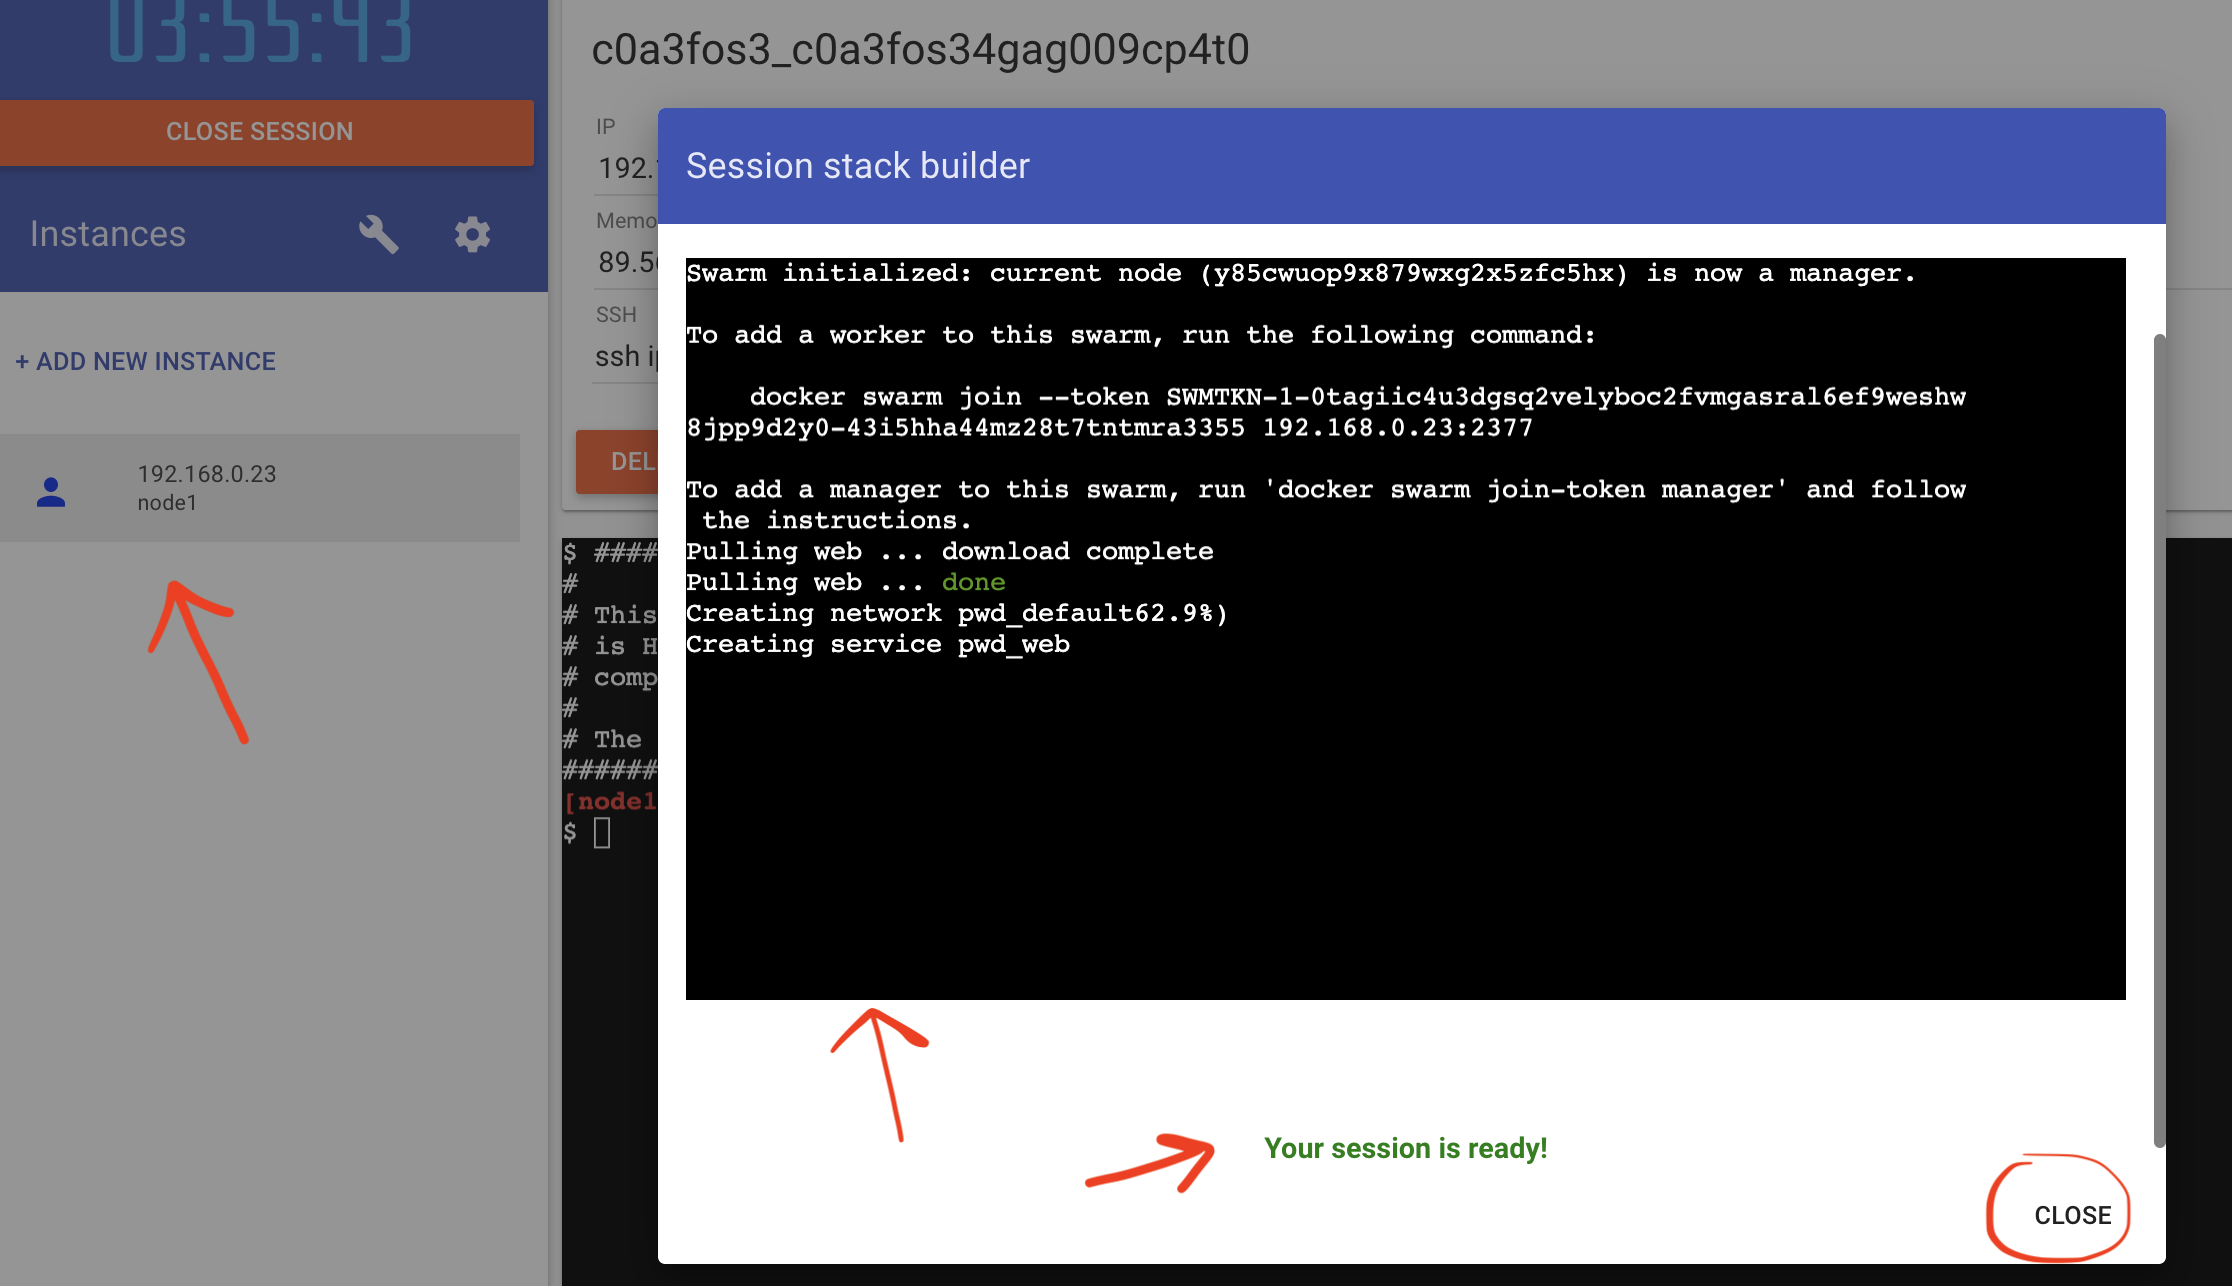 03:55:43
CLOSE SESSION
Instances
+ ADD NEW INSTANCE
192.168.0.23
node1
c0a3fos3_c0a3fos34gag009cp4t0
IP
192.
Memo
89.5
SSH
ssh i
DEL
$ ####
#
# This
# is H
# comp
#
# The
######
[node1
$
Session stack builder
Swarm initialized: current node (y85cwuop9x879wxg2x5zfc5hx) is now a manager.
To add a worker to this swarm, run the following command:
docker swarm join --token SWMTKN-1-0tagiic4u3dgsq2velyboc2fvmgasral6ef9weshw
8jpp9d2y0-43i5hha44mz28t7tntmra3355 192.168.0.23:2377
To add a manager to this swarm, run 'docker swarm join-token manager' and follow
the instructions.
Pulling web ... download complete
Pulling web ... done
Creating network pwd_default62.9%)
Creating service pwd_web
Your session is ready!
CLOSE